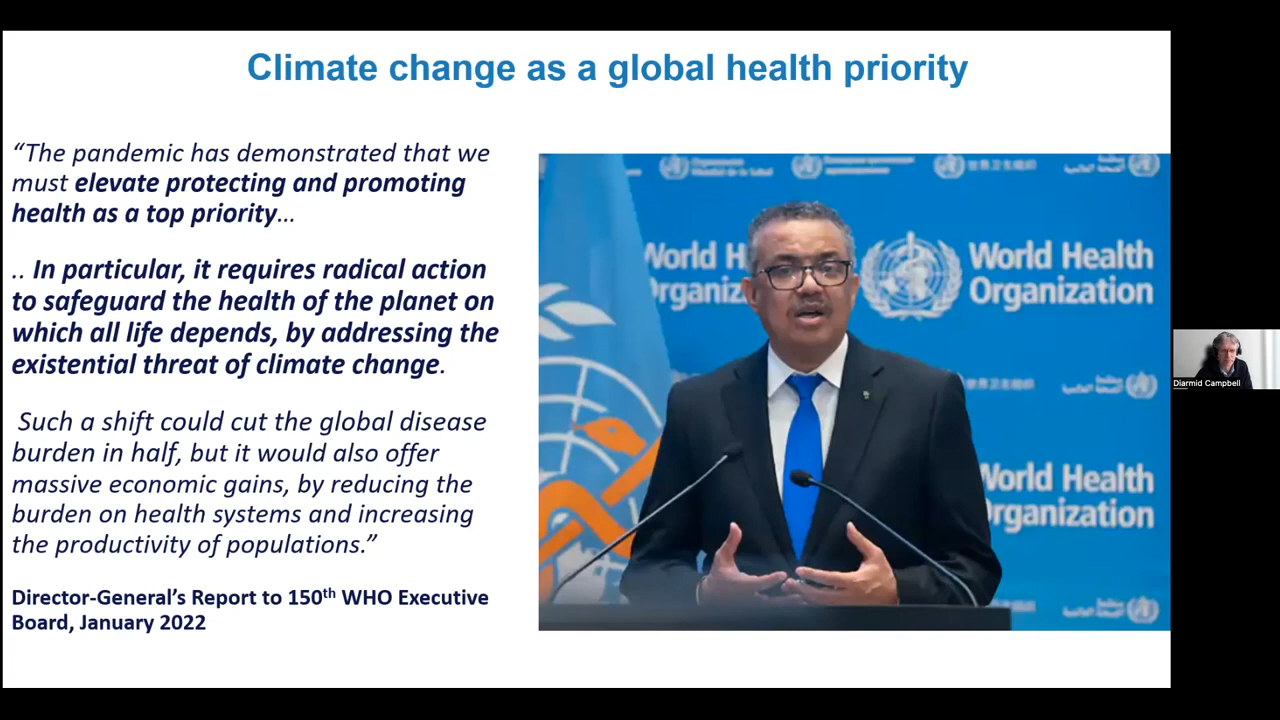 Climate change as a global health priority
“The pandemic has demonstrated that we
must elevate protecting and promoting
health as a top priority…
.. In particular, it requires radical action
to safeguard the health of the planet on
which all life depends, by addressing the
existential threat of climate change.
Such a shift could cut the global disease
burden in half, but it would also offer
massive economic gains, by reducing the
burden on health systems and increasing
the productivity of populations.”
Director-General’s Report to 150th WHO Executive
Board, January 2022
World Health
Organization
World Health
Organization
Diarmid Campbell